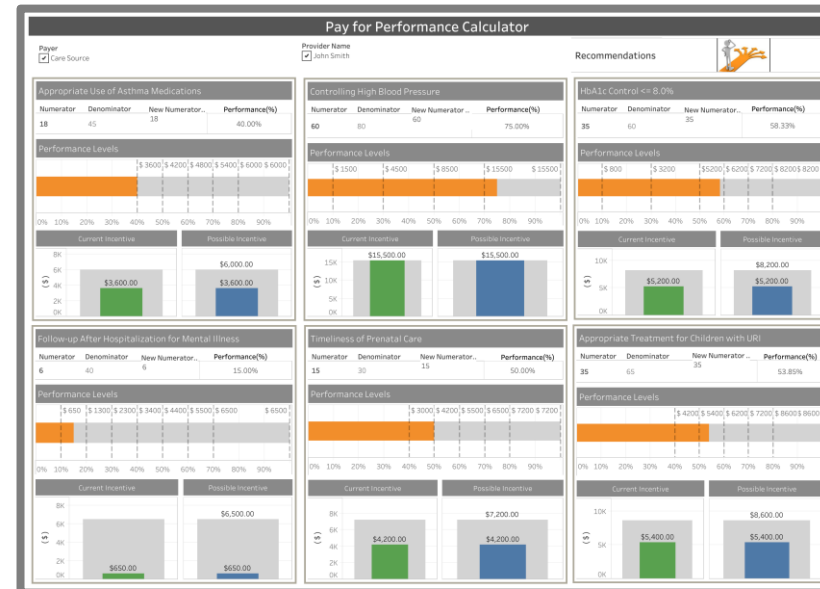 Pay for Performance Calculator
Payer
Care Source
Provider Name
John Smith
Recommendations
Appropriate Use of Asthma Medications
Numerator Denominator New Numerator.. Performance(%)
18 45 18 40.00%
Performance Levels
$ 3600 $ 4200 $ 4800 $ 5400 $ 6000 $ 6000
0% 10% 20% 30% 40% 50% 60% 70% 80% 90%
Current Incentive Possible Incentive
8K
6K
4K
2K
0K
($)
$3,600.00
$6,000.00
$3,600.00
Controlling High Blood Pressure
Numerator Denominator New Numerator .. Performance(%)
60 80 60 75.00%
Performance Levels
$ 1500 $ 4500 $ 8500 $ 15500 $ 15500
0% 10% 20% 30% 40% 50% 60% 70% 80% 90%
Current Incentive Possible Incentive
15K
10K
5K
0K
($)
$15,500.00
$15,500.00
HbA1c Control <= 8.0%
Numerator Denominator New Numerator.. Performance(%)
35 60 35 58.33%
Performance Levels
$ 800 $ 3200 $5200 $ 6200 $ 7200 $ 8200 $ 8200
0% 10% 20% 30% 40% 50% 60% 70% 80% 90%
Current Incentive Possible Incentive
10K
5K
0K
($)
$5,200.00
$8,200.00
$5,200.00
Follow-up After Hospitalization for Mental Illness
Numerator Denominator New Numerator.. Performance(%)
6 40 6 15.00%
Performance Levels
$ 650 $ 1300 $ 2300 $ 3400 $ 4400 $ 5500 $ 6500 $ 6500
0% 10% 20% 30% 40% 50% 60% 70% 80% 90%
Current Incentive Possible Incentive
8K
6K
4K
2K
0K
($)
$650.00
$6,500.00
$650.00
Timeliness of Prenatal Care
Numerator Denominator New Numerator.. Performance(%)
15 30 15 50.00%
Performance Levels
$ 3000 $ 4200 $ 5500 $ 6500 $ 7200 $ 7200
0% 10% 20% 30% 40% 50% 60% 70% 80% 90%
Current Incentive Possible Incentive
8K
6K
4K
2K
0K
($)
$4,200.00
$7,200.00
$4,200.00
Appropriate Treatment for Children with URI
Numerator Denominator New Numerator.. Performance(%)
35 65 35 53.85%
Performance Levels
$ 4200 $ 5400 $ 6200 $ 7200 $ 8600 $ 8600
0% 10% 20% 30% 40% 50% 60% 70% 80% 90%
Current Incentive Possible Incentive
10K
5K
0K
($)
$5,400.00
$8,600.00
$5,400.00